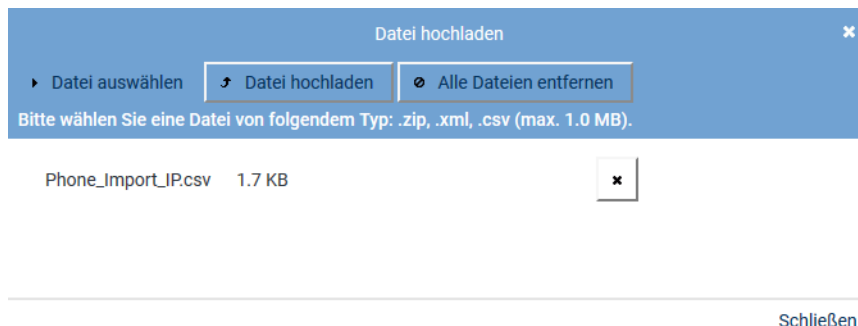 Datei hochladen
Datei auswählen Datei hochladen Alle Dateien entfernen
Bitte wählen Sie eine Datei von folgendem Typ: .zip, .xml, .csv (max. 1.0 MB).
Phone_Import_IP.csv 1.7 KB
Schließen